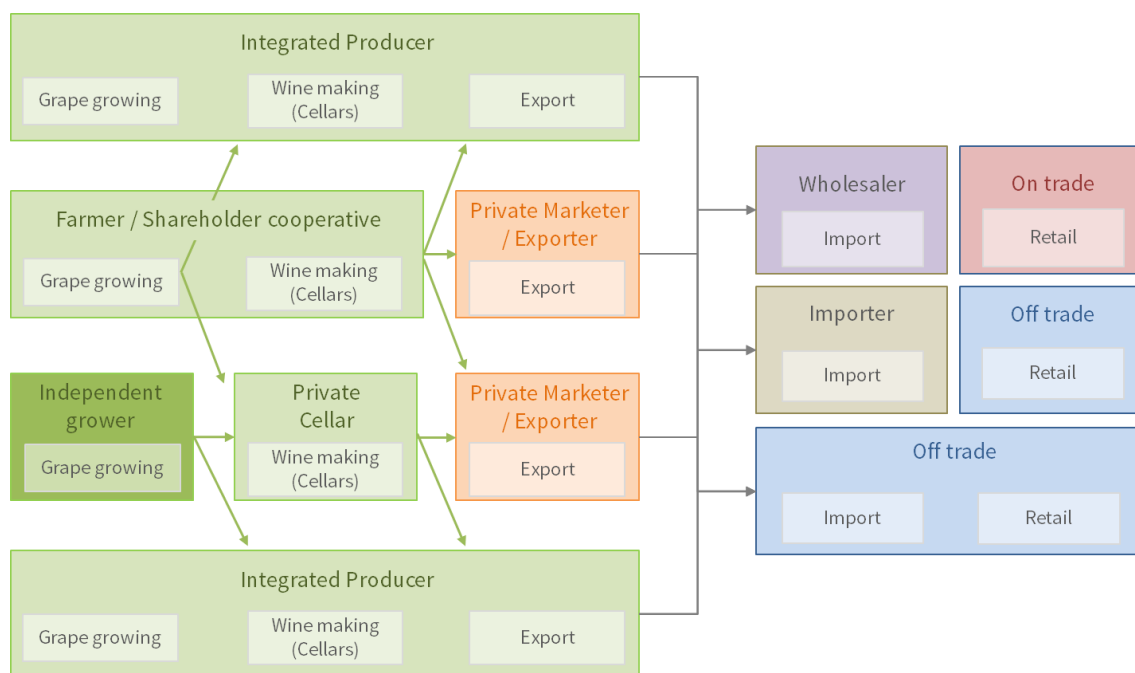 Integrated Producer
Grape growing
Wine making
(Cellars)
Export
Farmer / Shareholder cooperative
Grape growing
Wine making
(Cellars)
Private Marketer
/ Exporter
Export
Independent
grower
Grape growing
Private
Cellar
Wine making
(Cellars)
Private Marketer
/ Exporter
Export
Integrated Producer
Grape growing
Wine making
(Cellars)
Export
Wholesaler
Import
On trade
Retail
Importer
Import
Off trade
Retail
Off trade
Import
Retail